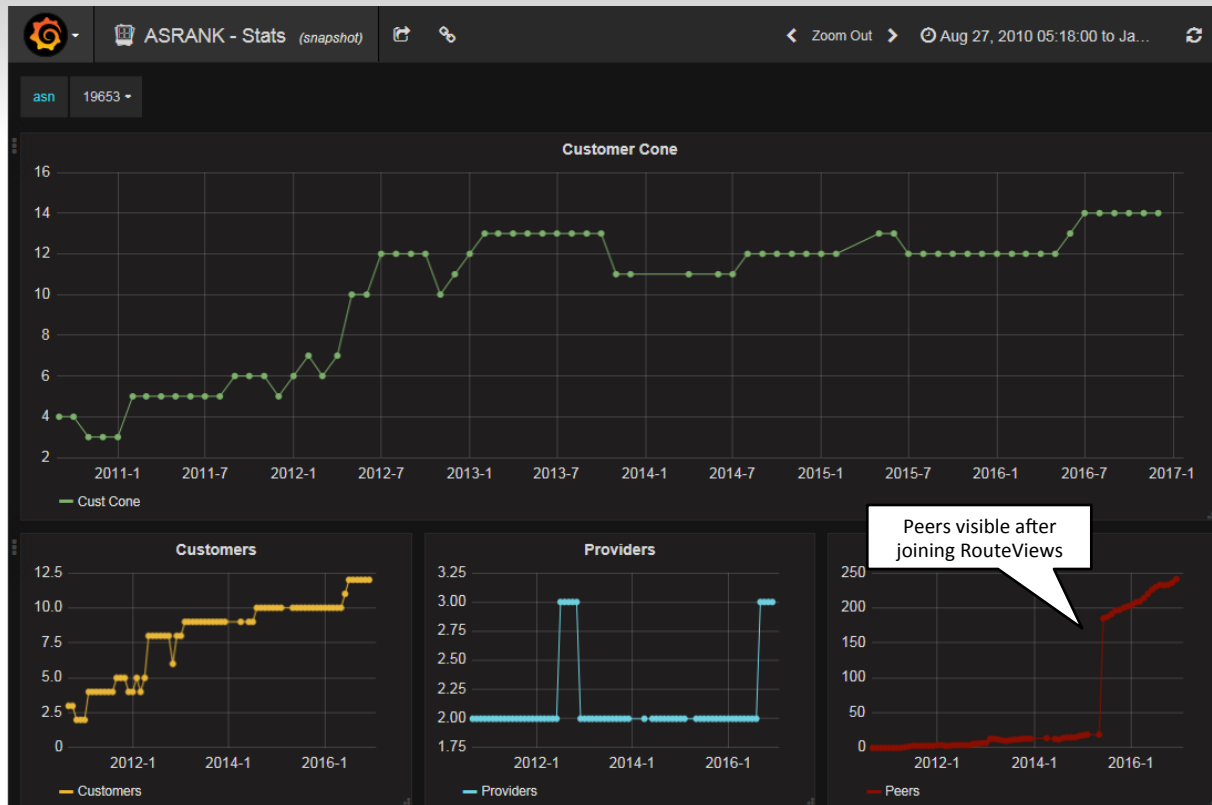 ASRANK - Stats (snapshot)
Zoom Out
Aug 27, 2010 05:18:00 to Ja...
asn 19653
Customer Cone
16
14
12
10
8
6
4
2
2011-1 2011-7 2012-1 2012-7 2013-1 2013-7 2014-1 2014-7 2015-1 2015-7 2016-1 2016-7 2017-1
Cust Cone
Customers
12.5
10.0
7.5
5.0
2.5
0
2012-1 2014-1 2016-1
Customers
Providers
3.25
3.00
2.75
2.50
2.25
2.00
1.75
2012-1 2014-1 2016-1
Providers
Peers visible after
joining RouteViews
250
200
150
100
50
0
2012-1 2014-1 2016-1
Peers